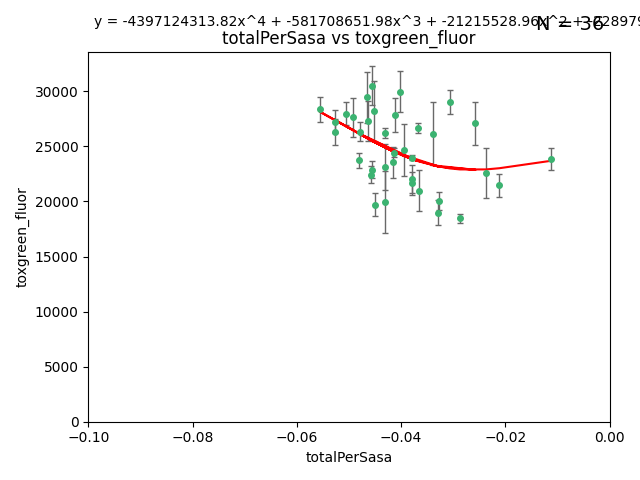 y = -4397124313.82x^4 + -581708651.98x^3 + -21215528.96x^2 +
N = 36
totalPerSasa vs toxgreen_fluor
30000
25000
20000
15000
10000
5000
0
toxgreen_fluor
−0.10 −0.08 −0.06 −0.04 −0.02 0.00
totalPerSasa